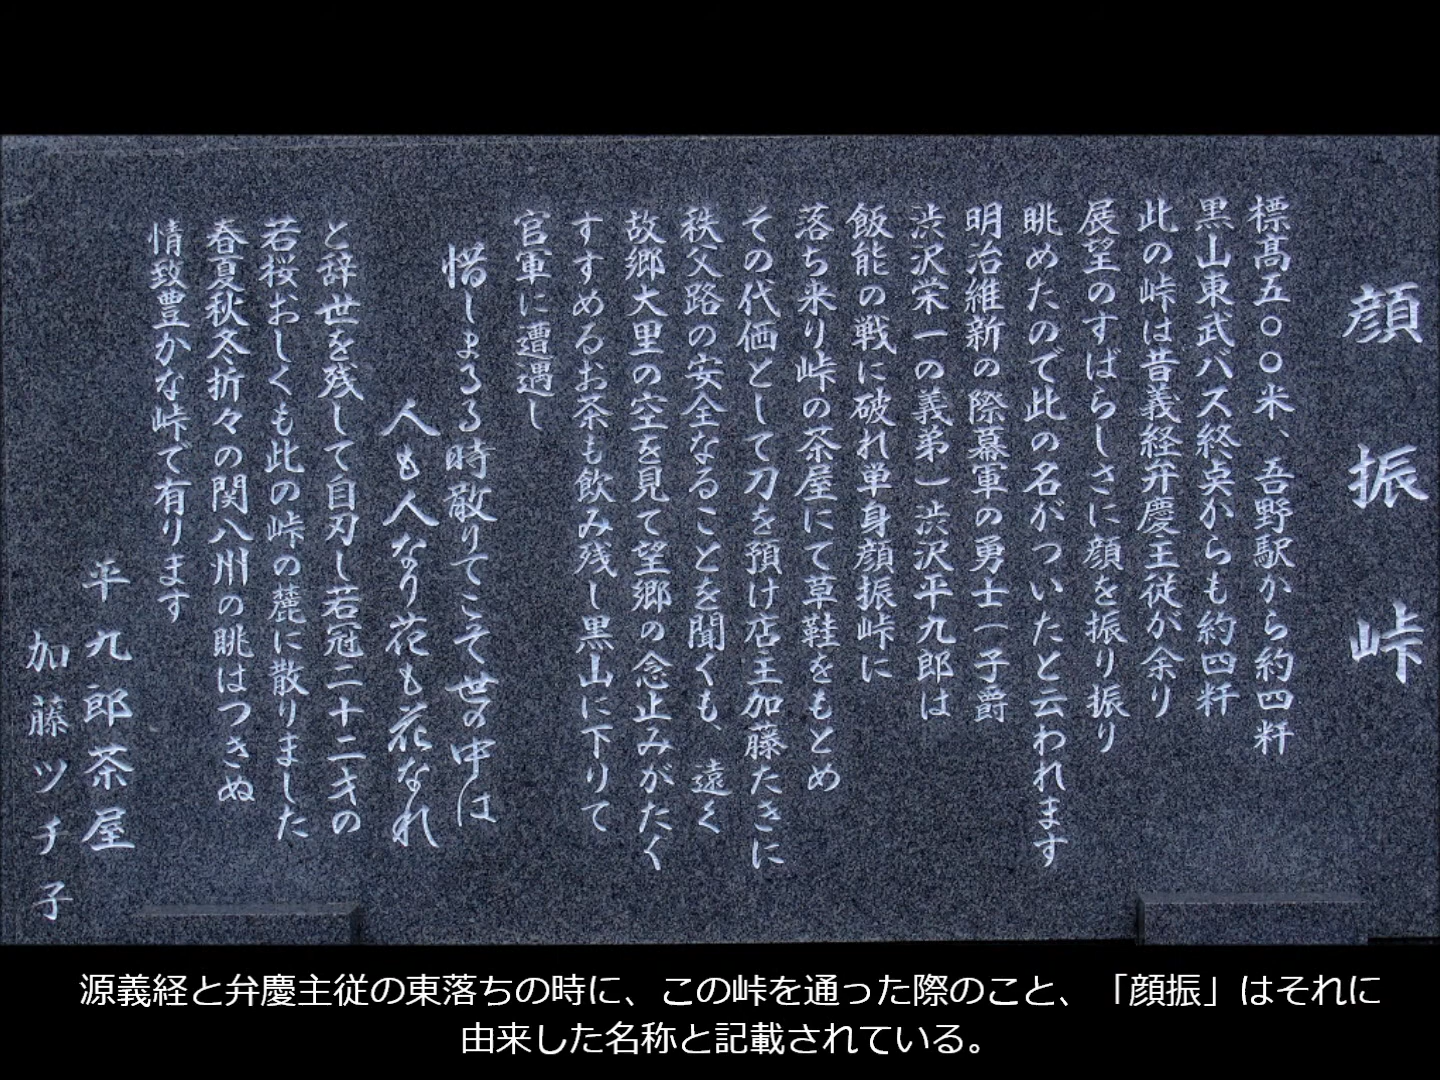 顔振峠
標高五〇〇米、吾野駅から約四粁
黒山東武バス終点からも約四粁
此の峠は昔義経弁慶主従が余り
展望のすばらしさに顔を振り振り
眺めたので此の名がついたと云われます
明治維新の際幕軍の勇士(子爵
渋沢栄一の義弟)渋沢平九郎は
飯能の戦に破れ単身顔振峠に
落ち来り峠の茶屋にて草鞋をもとめ
その代価として刀を預け店主加藤たきに
秩父路の安全なることを聞くも、遠く
故郷大里の空を見て望郷の念止みがたく
すすめるお茶も飲み残し黒山に下りて
官軍に遭遇し
惜しまるる時散りてこそ世の中は
人も人なり花も花なれ
と辞世を残して自刃し若冠二十二才の
若桜おしくも此の峠の麓に散りました
春夏秋冬折々の関八州の眺はつきぬ
情致豊かな峠で有ります
平九郎茶屋
加藤ツチ子
源義経と弁慶主従の東落ちの時に、この峠を通った際のこと、「顔振」はそれに
由来した名称と記載されている。